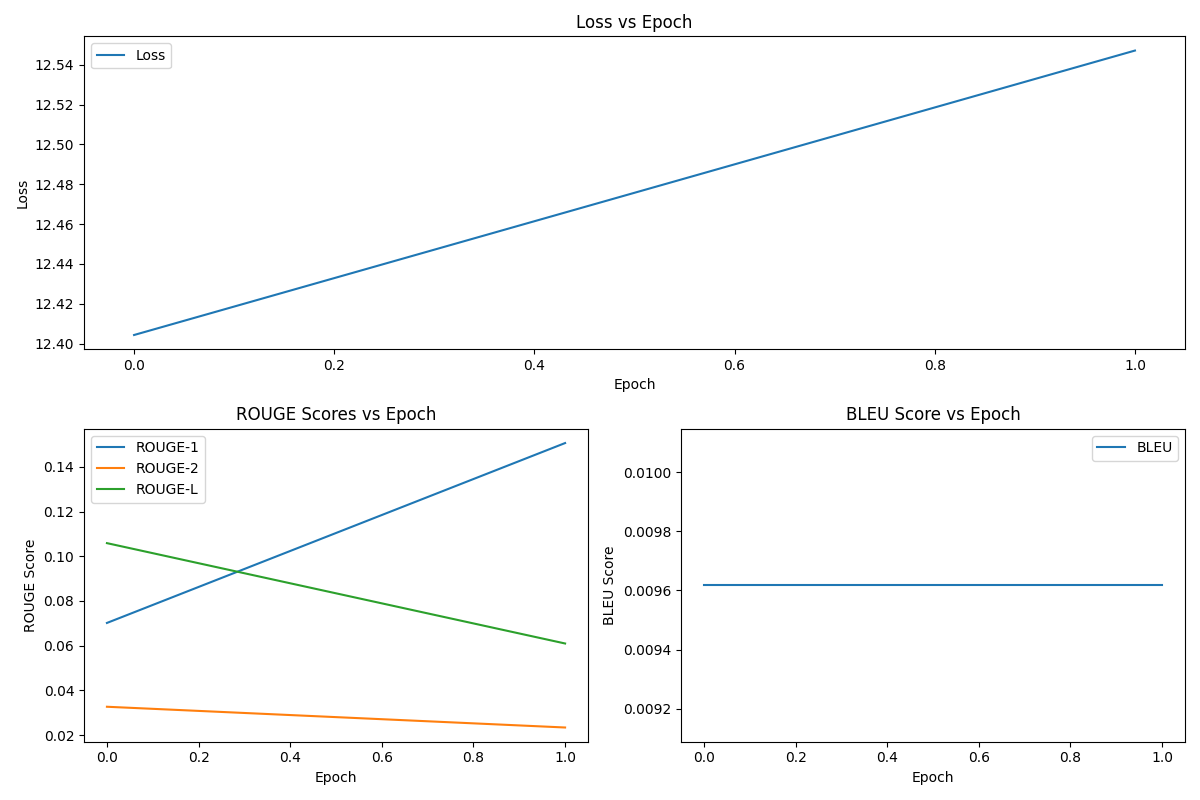 Loss vs Epoch
Loss
12.54
12.52
12.50
12.48
12.46
12.44
12.42
12.40
Loss
0.0 0.2 0.4 0.6 0.8 1.0
Epoch
ROUGE Scores vs Epoch
ROUGE-1
ROUGE-2
ROUGE-L
0.14
0.12
0.10
0.08
0.06
0.04
0.02
ROUGE Score
0.0 0.2 0.4 0.6 0.8 1.0
Epoch
BLEU Score vs Epoch
BLEU
0.0100
0.0098
0.0096
0.0094
0.0092
BLEU Score
0.0 0.2 0.4 0.6 0.8 1.0
Epoch